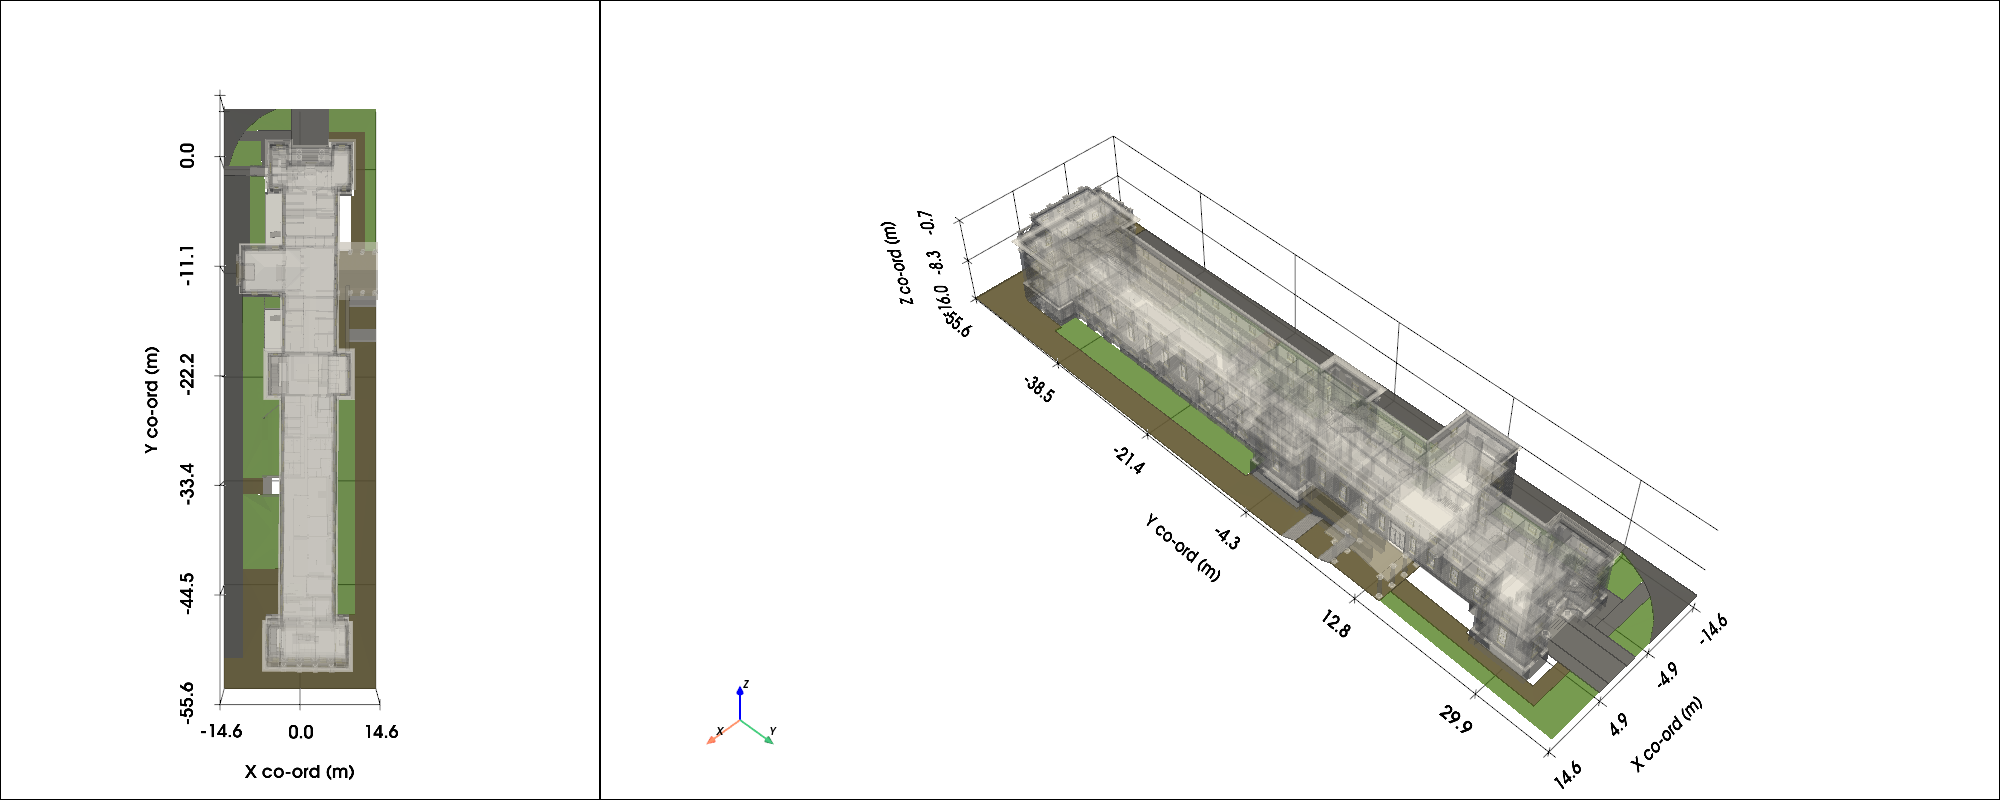 0.0
-11.1
-22.2
-33.4
-44.5
-55.6
Y co-ord (m)
-14.6
0.0
14.6
X co-ord (m)
Z co-ord (m)
-0.7
-8.3
-16.0
-55.6
-38.5
-21.4
-4.3
12.8
29.9
Y co-ord (m)
14.6
4.9
-4.9
-14.6
X co-ord (m)
Z
X
Y